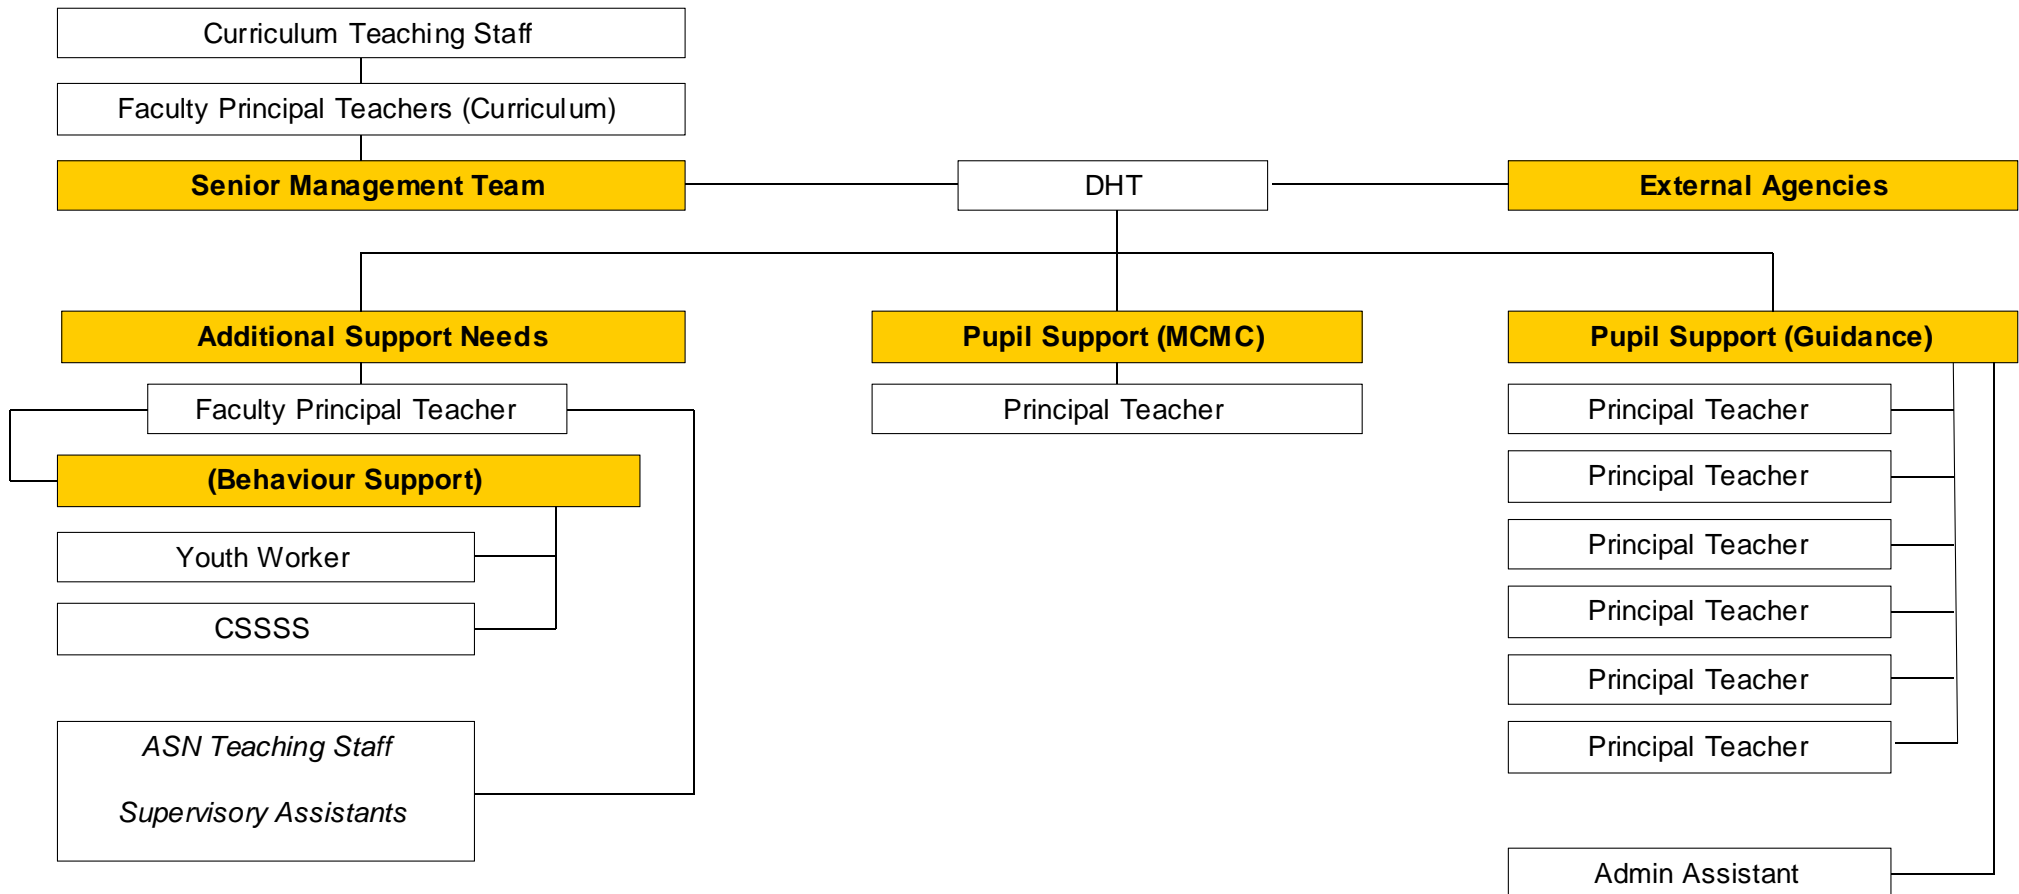 Curriculum Teaching Staff
Faculty Principal Teachers (Curriculum)
Senior Management Team
DHT
External Agencies
Additional Support Needs
Pupil Support (MCMC)
Pupil Support (Guidance)
Faculty Principal Teacher
Principal Teacher
Principal Teacher
(Behaviour Support)
Principal Teacher
Youth Worker
Principal Teacher
CSSSS
Principal Teacher
Principal Teacher
ASN Teaching Staff
Principal Teacher
Supervisory Assistants
Admin Assistant